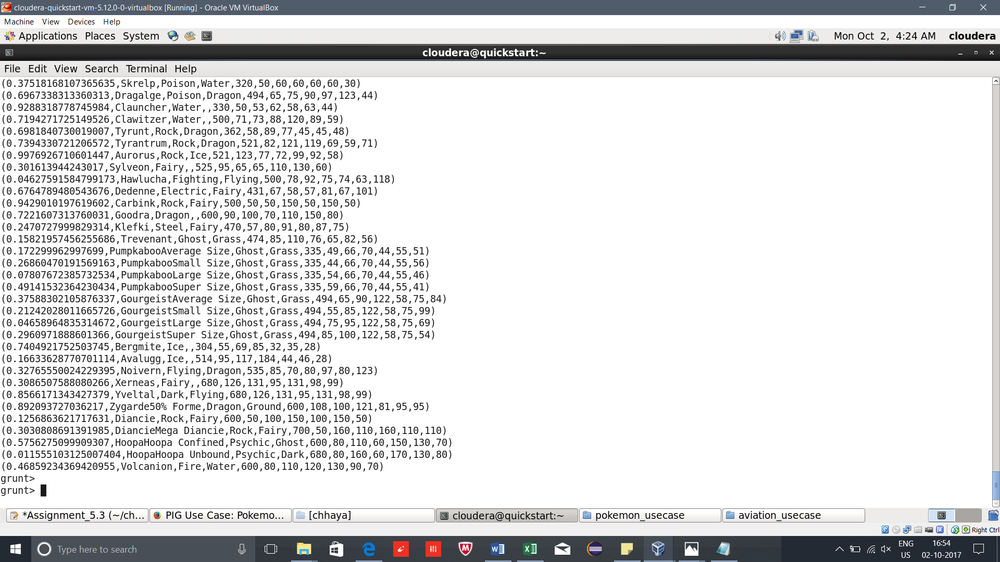 cloudera-quickstart-vm-5.12.0-0-virtualbox [Running] - Oracle VM VirtualBox
Machine View Devices Help
Applications Places System Mon Oct 2, 4:24 AM cloudera
cloudera@quickstart:~
File Edit View Search Terminal Help
(0.37518168107365635,Skrelp,Poison,Water,320,50,60,60,60,60,30)
(0.6967338313360313,Dragalge,Poison,Dragon,494,65,75,90,97,123,44)
(0.9288318778745984,Clauncher,Water,,330,50,53,62,58,63,44)
(0.7194271725149526,Clawitzer,Water,,500,71,73,88,120,89,59)
(0.6981840730019007,Tyrunt,Rock,Dragon,362,58,89,77,45,45,48)
(0.7394330721206572,Tyrantrum,Rock,Dragon,521,82,121,119,69,59,71)
(0.9976926710601447,Aurorus,Rock,Ice,521,123,77,72,99,92,58)
(0.301613944243017,Sylveon,Fairy,,525,95,65,65,110,130,60)
(0.04627591584799173,Hawlucha,Fighting,Flying,500,78,92,75,74,63,118)
(0.6764789480543676,Dedenne,Electric,Fairy,431,67,58,57,81,67,101)
(0.9429010197619602,Carbink,Rock,Fairy,500,50,50,150,50,150,50)
(0.7221607313760031,Goodra,Dragon,,600,90,100,70,110,150,80)
(0.2470727999829314,Klefki,Steel,Fairy,470,57,80,91,80,87,75)
(0.15821957456255686,Trevenant,Ghost,Grass,474,85,110,76,65,82,56)
(0.172299962997699,PumpkabooAverage Size,Ghost,Grass,335,49,66,70,44,55,51)
(0.26860470191569163,PumpkabooSmall Size,Ghost,Grass,335,44,66,70,44,55,56)
(0.07807672385732534,PumpkabooLarge Size,Ghost,Grass,335,54,66,70,44,55,46)
(0.49141532364230434,PumpkabooSuper Size,Ghost,Grass,335,59,66,70,44,55,41)
(0.37588302105876337,GourgeistAverage Size,Ghost,Grass,494,65,90,122,58,75,84)
(0.21242028011665726,GourgeistSmall Size,Ghost,Grass,494,55,85,122,58,75,99)
(0.04658964835314672,GourgeistLarge Size,Ghost,Grass,494,75,95,122,58,75,69)
(0.2960971888601366,GourgeistSuper Size,Ghost,Grass,494,85,100,122,58,75,54)
(0.7404921752503745,Bergmite,Ice,,304,55,69,85,32,35,28)
(0.16633628770701114,Avalugg,Ice,,514,95,117,184,44,46,28)
(0.32765550024229395,Noivern,Flying,Dragon,535,85,70,80,97,80,123)
(0.3086507588080266,Xerneas,Fairy,,680,126,131,95,131,98,99)
(0.8566171343427379,Yveltal,Dark,Flying,680,126,131,95,131,98,99)
(0.892093727036217,Zygarde50% Forme,Dragon,Ground,600,108,100,121,81,95,95)
(0.1256863621717631,Diancie,Rock,Fairy,600,50,100,150,100,150,50)
(0.3030808691391985,DiancieMega Diancie,Rock,Fairy,700,50,160,110,160,110,110)
(0.5756275099909307,HoopaHoopa Confined,Psychic,Ghost,600,80,110,60,150,130,70)
(0.011555103125007404,HoopaHoopa Unbound,Psychic,Dark,680,80,160,60,170,130,80)
(0.46859234369420955,Volcanion,Fire,Water,600,80,110,120,130,90,70)
grunt>
grunt>
*Assignment_5.3 (~/ch... PIG Use Case: Pokemo... [chhaya] cloudera@quickstart:~ pokemon_usecase aviation_usecase
Right Ctrl
Type here to search
ENG
US
16:54
02-10-2017